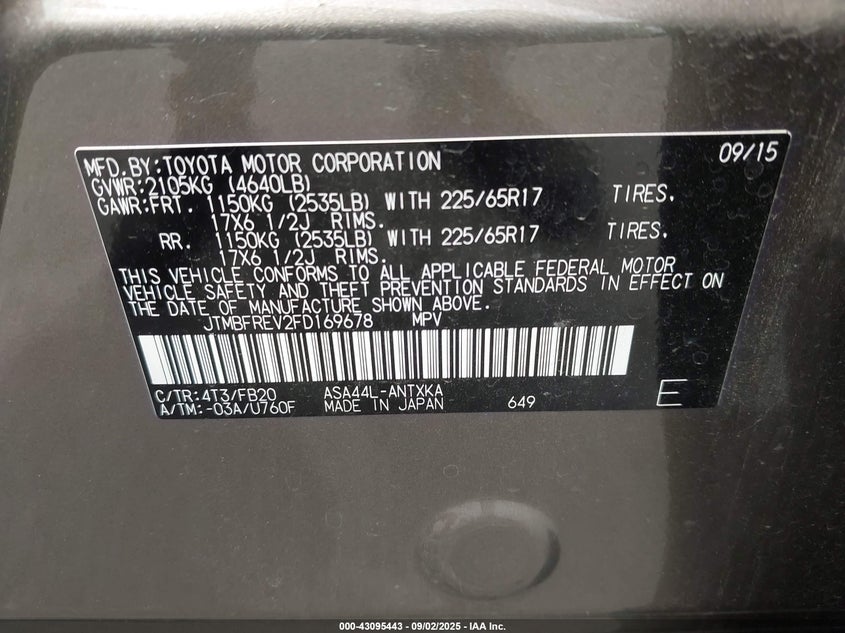 MFD.BY:TOYOTA MOTOR CORPORATION 09/15
GVWR:2105KG (4640LB)
GAWR:FRT. 1150KG (2535LB) WITH 225/65R17 TIRES.
17X6 1/2J RIMS.
RR. 1150KG (2535LB) WITH 225/65R17 TIRES.
17X6 1/2J RIMS.
THIS VEHICLE CONFORMS TO ALL APPLICABLE FEDERAL MOTOR
VEHICLE SAFETY AND THEFT PREVENTION STANDARDS IN EFFECT ON
THE DATE OF MANUFACTURE SHOWN ABOVE.
JTMBFREV2FD169678 MPV
C/TR:4T3/FB20 ASA44L-ANTXKA
A/TM:-03A/U760F MADE IN JAPAN 649 E
000-43095443 - 09/02/2025 - IAA Inc.